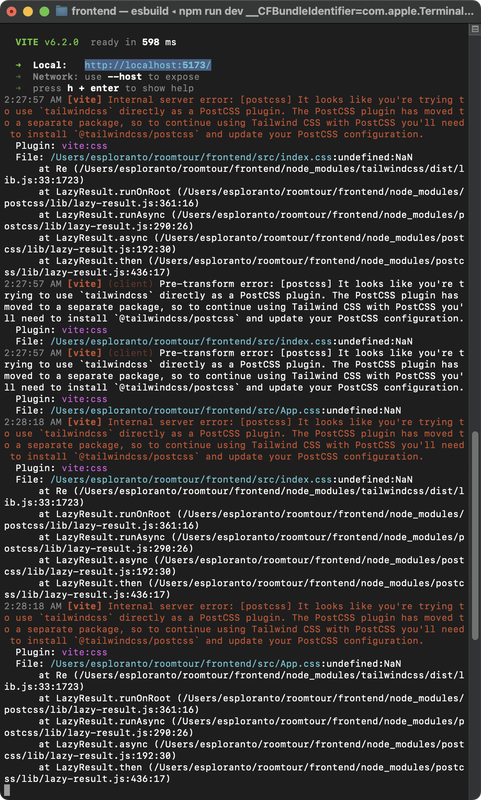 frontend — esbuild ◂ npm run dev __CFBundleIdentifier=com.apple.Terminal...
VITE v6.2.0  ready in 598 ms
➜  Local:   http://localhost:5173/
➜  Network: use --host to expose
➜  press h + enter to show help
2:27:57 AM [vite] Internal server error: [postcss] It looks like you're trying t
o use `tailwindcss` directly as a PostCSS plugin. The PostCSS plugin has moved t
o a separate package, so to continue using Tailwind CSS with PostCSS you'll need
 to install `@tailwindcss/postcss` and update your PostCSS configuration.
  Plugin: vite:css
  File: /Users/esploranto/roomtour/frontend/src/index.css:undefined:NaN
      at Re (/Users/esploranto/roomtour/frontend/node_modules/tailwindcss/dist/l
ib.js:33:1723)
      at LazyResult.runOnRoot (/Users/esploranto/roomtour/frontend/node_modules/
postcss/lib/lazy-result.js:361:16)
      at LazyResult.runAsync (/Users/esploranto/roomtour/frontend/node_modules/p
ostcss/lib/lazy-result.js:290:26)
      at LazyResult.async (/Users/esploranto/roomtour/frontend/node_modules/post
css/lib/lazy-result.js:192:30)
      at LazyResult.then (/Users/esploranto/roomtour/frontend/node_modules/postc
ss/lib/lazy-result.js:436:17)
2:27:57 AM [vite] (client) Pre-transform error: [postcss] It looks like you're t
rying to use `tailwindcss` directly as a PostCSS plugin. The PostCSS plugin has 
moved to a separate package, so to continue using Tailwind CSS with PostCSS you'
ll need to install `@tailwindcss/postcss` and update your PostCSS configuration.
  Plugin: vite:css
  File: /Users/esploranto/roomtour/frontend/src/index.css:undefined:NaN
2:27:57 AM [vite] (client) Pre-transform error: [postcss] It looks like you're t
rying to use `tailwindcss` directly as a PostCSS plugin. The PostCSS plugin has 
moved to a separate package, so to continue using Tailwind CSS with PostCSS you'
ll need to install `@tailwindcss/postcss` and update your PostCSS configuration.
  Plugin: vite:css
  File: /Users/esploranto/roomtour/frontend/src/App.css:undefined:NaN
2:28:18 AM [vite] Internal server error: [postcss] It looks like you're trying t
o use `tailwindcss` directly as a PostCSS plugin. The PostCSS plugin has moved t
o a separate package, so to continue using Tailwind CSS with PostCSS you'll need
 to install `@tailwindcss/postcss` and update your PostCSS configuration.
  Plugin: vite:css
  File: /Users/esploranto/roomtour/frontend/src/index.css:undefined:NaN
      at Re (/Users/esploranto/roomtour/frontend/node_modules/tailwindcss/dist/l
ib.js:33:1723)
      at LazyResult.runOnRoot (/Users/esploranto/roomtour/frontend/node_modules/
postcss/lib/lazy-result.js:361:16)
      at LazyResult.runAsync (/Users/esploranto/roomtour/frontend/node_modules/p
ostcss/lib/lazy-result.js:290:26)
      at LazyResult.async (/Users/esploranto/roomtour/frontend/node_modules/post
css/lib/lazy-result.js:192:30)
      at LazyResult.then (/Users/esploranto/roomtour/frontend/node_modules/postc
ss/lib/lazy-result.js:436:17)
2:28:18 AM [vite] Internal server error: [postcss] It looks like you're trying t
o use `tailwindcss` directly as a PostCSS plugin. The PostCSS plugin has moved t
o a separate package, so to continue using Tailwind CSS with PostCSS you'll need
 to install `@tailwindcss/postcss` and update your PostCSS configuration.
  Plugin: vite:css
  File: /Users/esploranto/roomtour/frontend/src/App.css:undefined:NaN
      at Re (/Users/esploranto/roomtour/frontend/node_modules/tailwindcss/dist/l
ib.js:33:1723)
      at LazyResult.runOnRoot (/Users/esploranto/roomtour/frontend/node_modules/
postcss/lib/lazy-result.js:361:16)
      at LazyResult.runAsync (/Users/esploranto/roomtour/frontend/node_modules/p
ostcss/lib/lazy-result.js:290:26)
      at LazyResult.async (/Users/esploranto/roomtour/frontend/node_modules/post
css/lib/lazy-result.js:192:30)
      at LazyResult.then (/Users/esploranto/roomtour/frontend/node_modules/postc
ss/lib/lazy-result.js:436:17)